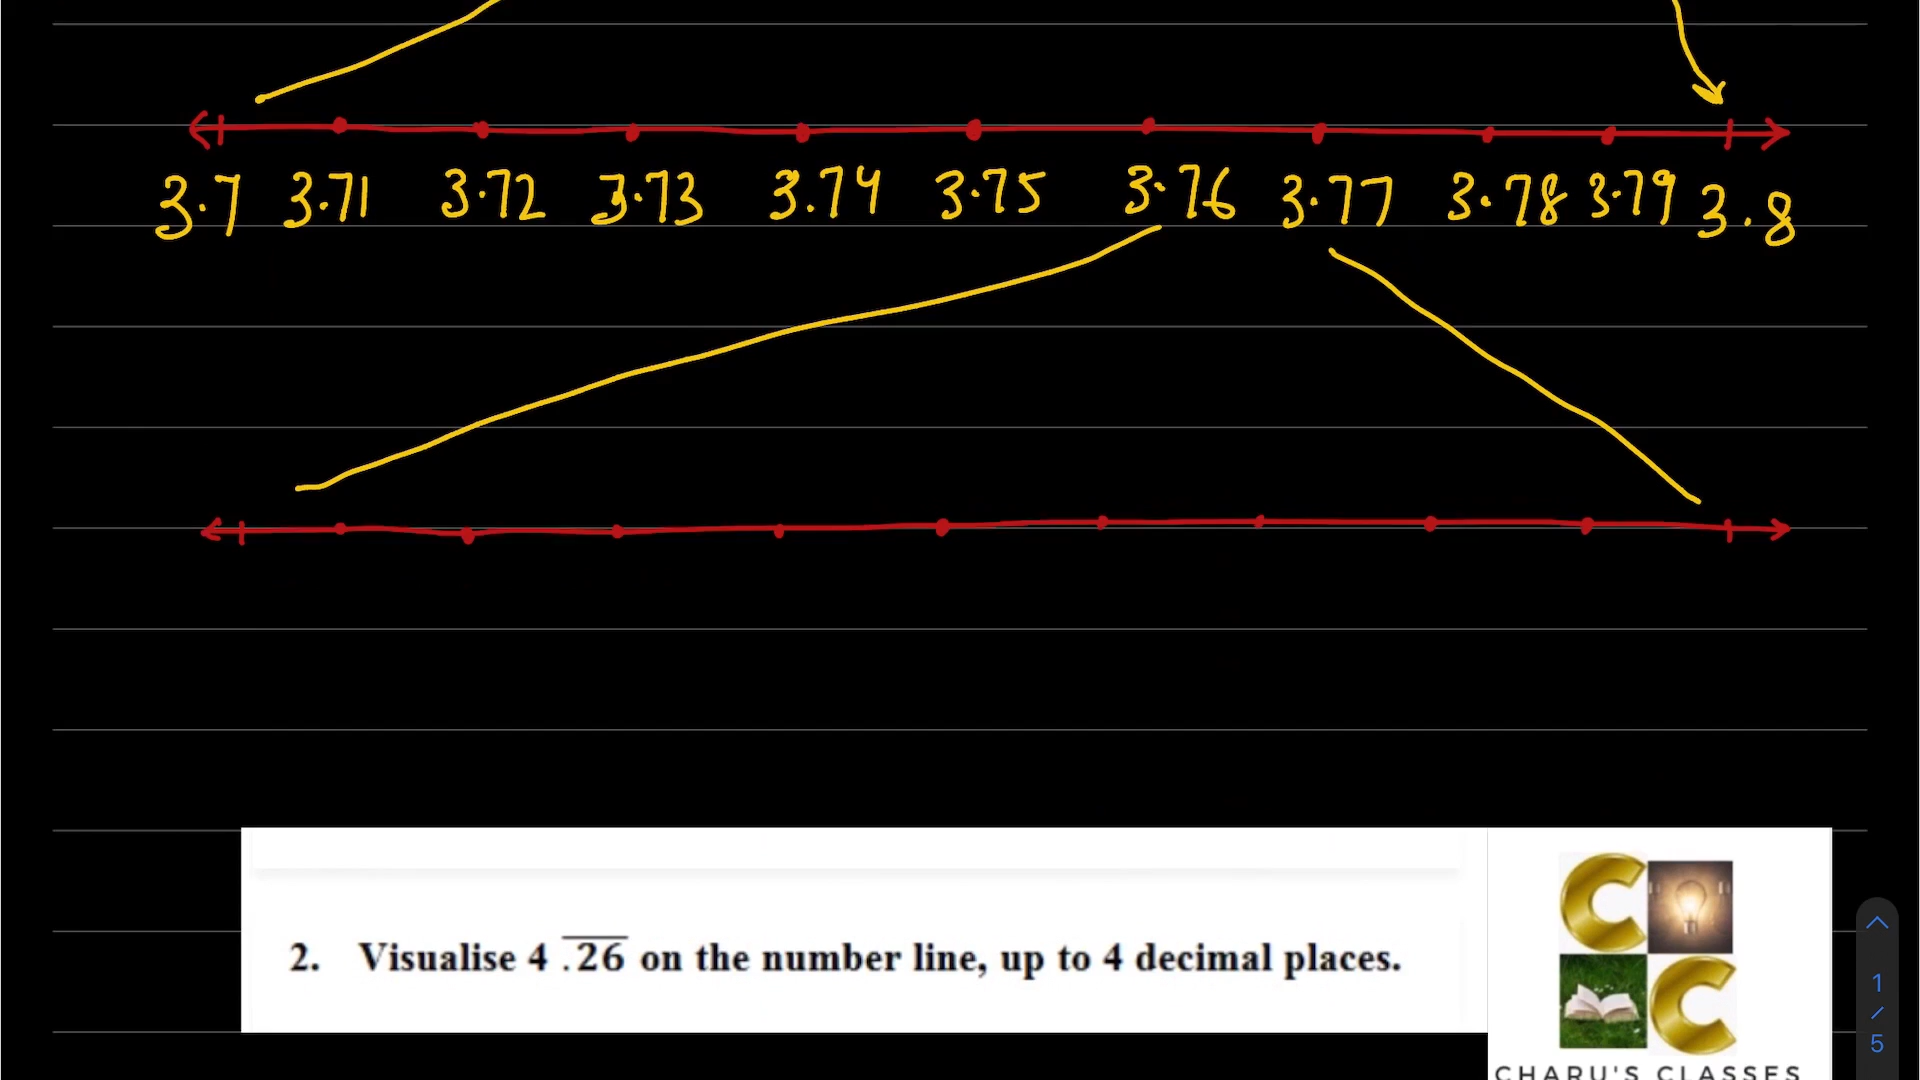 3.7 3.71 3.72 3.73 3.74 3.75 3.76 3.77 3.78 3.79 3.8
2. Visualise 4 .2̅6̅ on the number line, up to 4 decimal places.
CHARU'S CLASSES
1
/
5